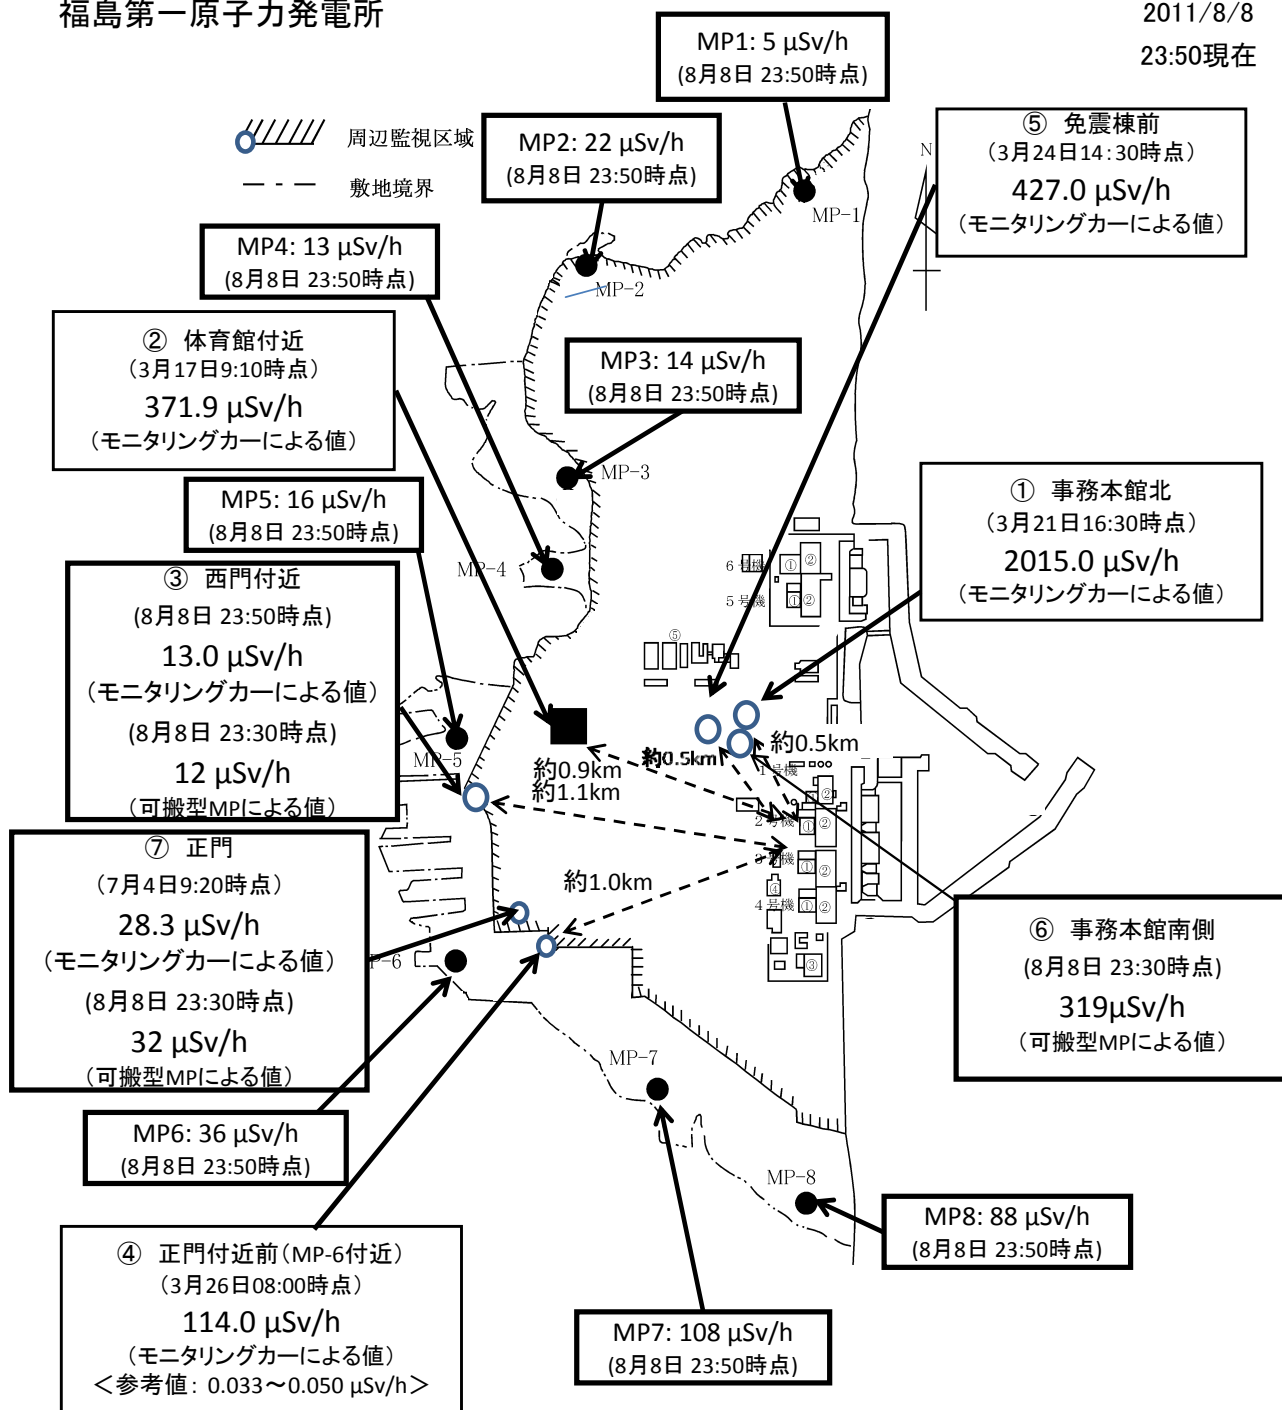 福島第一原子力発電所
2011/8/8
23:50現在
周辺監視区域
敷地境界
MP1: 5 μSv/h
(8月8日 23:50時点)
MP2: 22 μSv/h
(8月8日 23:50時点)
⑤ 免震棟前
(3月24日14:30時点)
427.0 μSv/h
(モニタリングカーによる値)
N
MP-1
MP4: 13 μSv/h
(8月8日 23:50時点)
MP-2
② 体育館付近
(3月17日9:10時点)
371.9 μSv/h
(モニタリングカーによる値)
MP3: 14 μSv/h
(8月8日 23:50時点)
MP-3
MP5: 16 μSv/h
(8月8日 23:50時点)
① 事務本館北
(3月21日16:30時点)
2015.0 μSv/h
(モニタリングカーによる値)
MP-4
③ 西門付近
(8月8日 23:50時点)
13.0 μSv/h
(モニタリングカーによる値)
(8月8日 23:30時点)
12 μSv/h
(可搬型MPによる値)
6号機
① ②
5号機
① ②
⑤
MP-5
約0.9km
約1.1km
約0.5km
約0.5km
1号機
②
2号機
① ②
3号機
① ②
④
4号機
① ②
③
約1.0km
⑦ 正門
(7月4日9:20時点)
28.3 μSv/h
(モニタリングカーによる値)
(8月8日 23:30時点)
32 μSv/h
(可搬型MPによる値)
P-6
⑥ 事務本館南側
(8月8日 23:30時点)
319μSv/h
(可搬型MPによる値)
MP-7
MP6: 36 μSv/h
(8月8日 23:50時点)
MP-8
MP8: 88 μSv/h
(8月8日 23:50時点)
④ 正門付近前(MP-6付近)
(3月26日08:00時点)
114.0 μSv/h
(モニタリングカーによる値)
<参考値: 0.033~0.050 μSv/h>
MP7: 108 μSv/h
(8月8日 23:50時点)